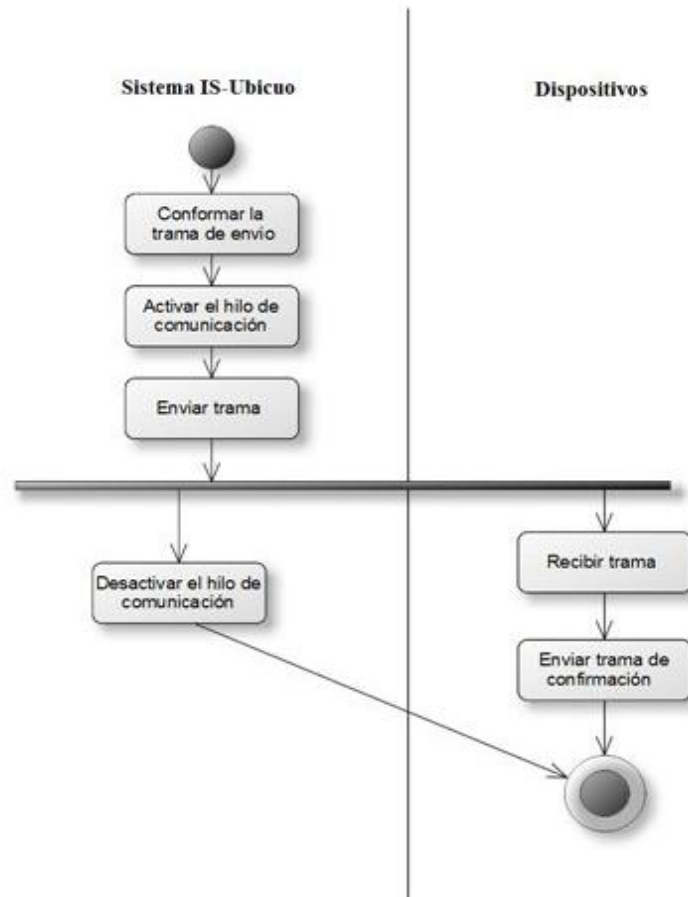 Sistema IS-Ubicuo
Dispositivos
Conformar la
trama de envio
Activar el hilo de
comunicación
Enviar trama
Desactivar el hilo de
comunicación
Recibir trama
Enviar trama de
confirmación